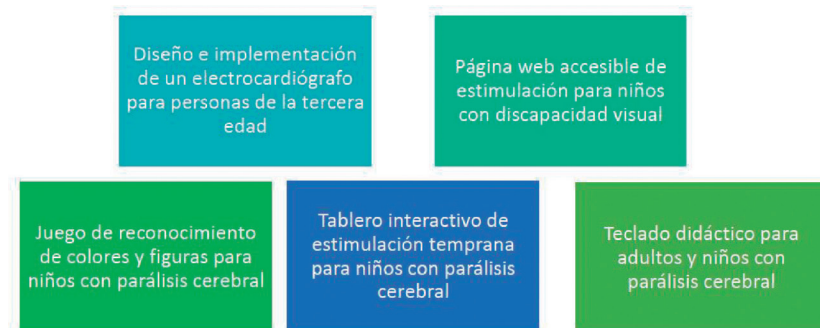 Diseño e implementación
de un electrocardiógrafo
para personas de la tercera
edad
Página web accesible de
estimulación para niños
con discapacidad visual
Juego de reconocimiento
de colores y figuras para
niños con parálisis cerebral
Tablero interactivo de
estimulación temprana
para niños con parálisis
cerebral
Teclado didáctico para
adultos y niños con
parálisis cerebral